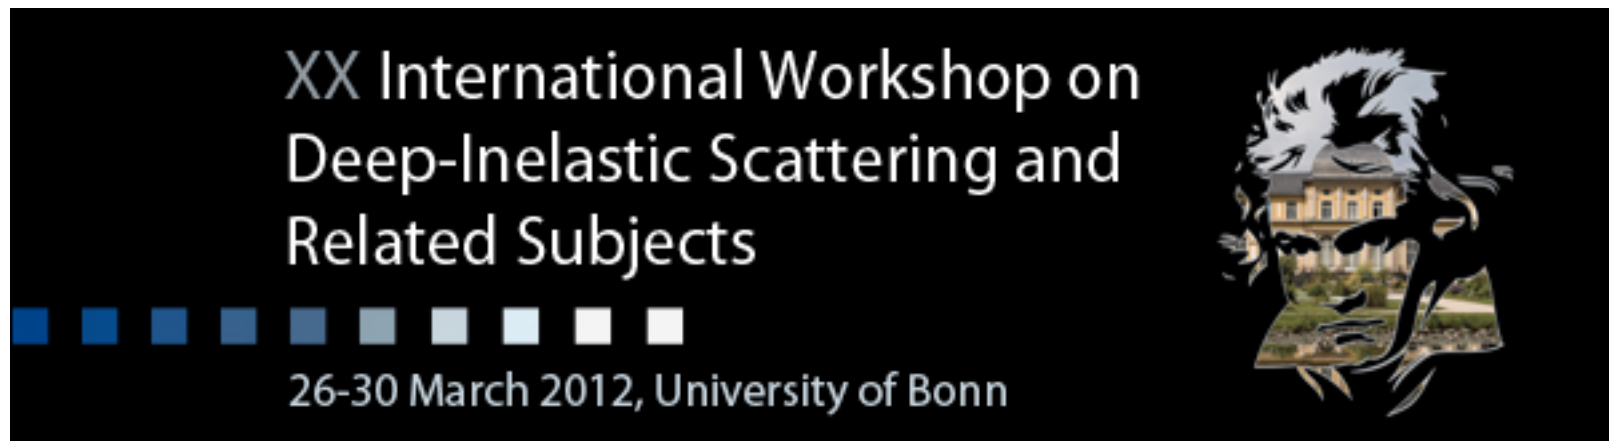 XX International Workshop on
Deep-Inelastic Scattering and
Related Subjects
26-30 March 2012, University of Bonn